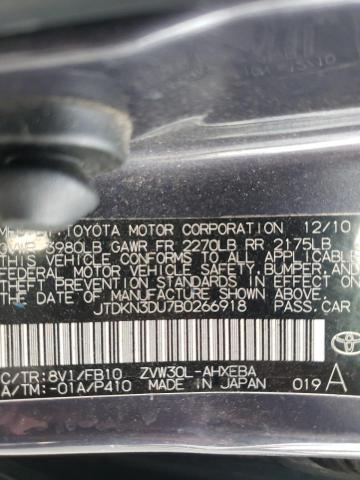 TOYOTA MOTOR CORPORATION 12/10
3980LB GAWR FR 2270LB RR 2175LB
THIS VEHICLE CONFORMS TO ALL APPLICABLE
FEDERAL MOTOR VEHICLE SAFETY, BUMPER, AND
THEFT PREVENTION STANDARDS IN EFFECT ON
THE DATE OF MANUFACTURE SHOWN ABOVE.
JTDKN3DU7B0266918 PASS.CAR
C/TR:8V1/FB10 ZVW30L-AHXEBA
A/TM:-01A/P410 MADE IN JAPAN 019 A